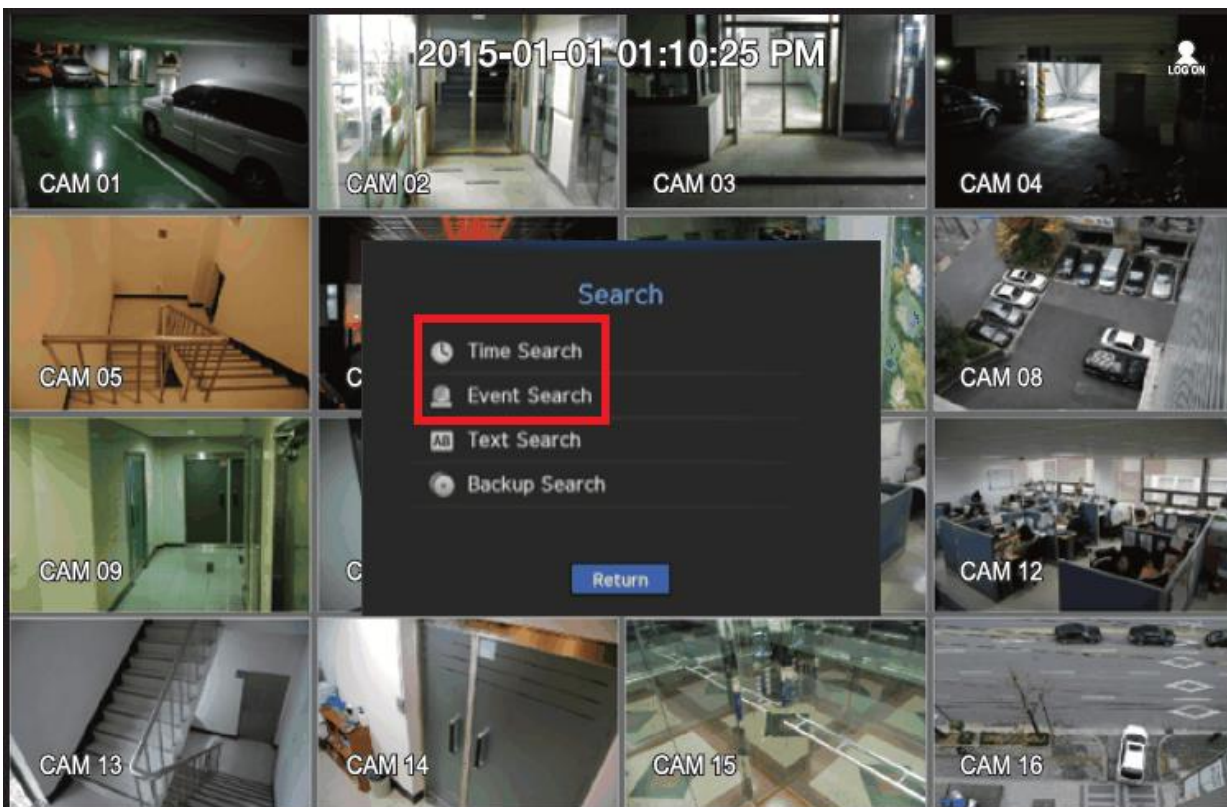 2015-01-01 01:10:25 PM
LOG ON
CAM 01
CAM 02
CAM 03
CAM 04
Search
Time Search
Event Search
Text Search
Backup Search
Return
CAM 05
C
CAM 08
CAM 09
C
CAM 12
CAM 13
CAM 14
CAM 15
CAM 16